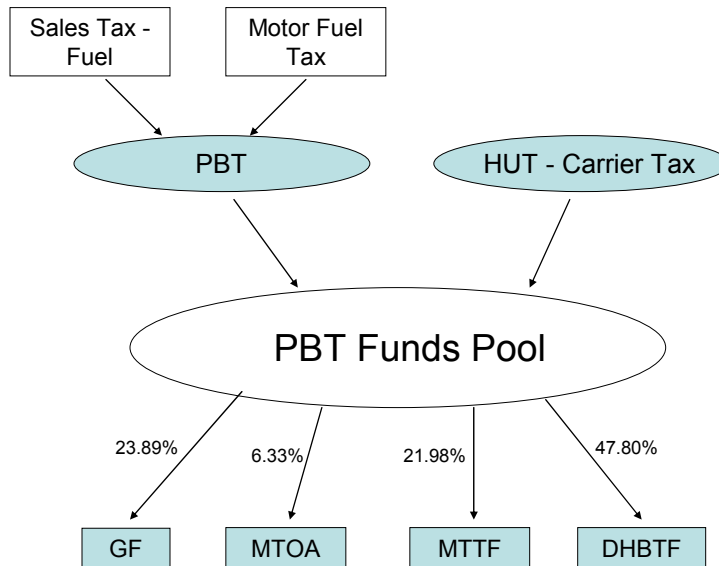 Sales Tax -
Fuel
Motor Fuel
Tax
PBT
HUT - Carrier Tax
PBT Funds Pool
23.89%
6.33%
21.98%
47.80%
GF
MTOA
MTTF
DHBTF